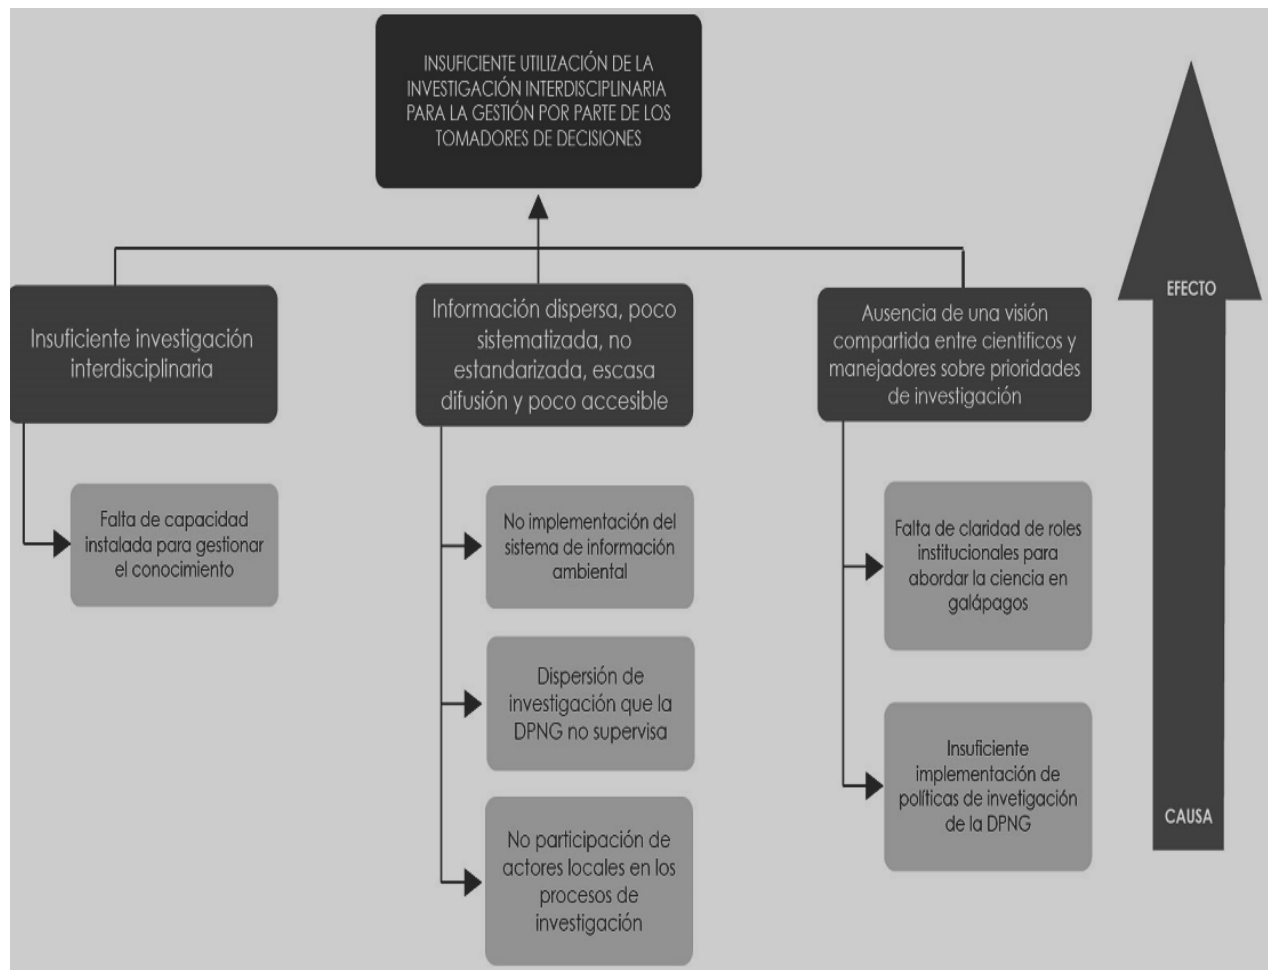 INSUFICIENTE UTILIZACIÓN DE LA
INVESTIGACIÓN INTERDISCIPLINARIA
PARA LA GESTIÓN POR PARTE DE LOS
TOMADORES DE DECISIONES
Insuficiente investigación
interdisciplinaria
Falta de capacidad
instalada para gestionar
el conocimiento
Información dispersa, poco
sistematizada, no
estandarizada, escasa
difusión y poco accesible
No implementación del
sistema de información
ambiental
Dispersión de
investigación que la
DPNG no supervisa
No participación de
actores locales en los
procesos de
investigación
Ausencia de una visión
compartida entre científicos y
manejadores sobre prioridades
de investigación
Falta de claridad de roles
institucionales para
abordar la ciencia en
galápagos
Insuficiente
implementación de
políticas de invetigación
de la DPNG
EFECTO
CAUSA